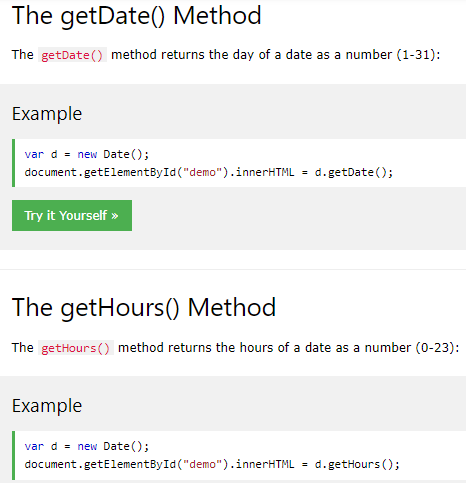 The getDate() Method
The getDate() method returns the day of a date as a number (1-31):
Example
var d = new Date();
document.getElementById("demo").innerHTML = d.getDate();
Try it Yourself »
The getHours() Method
The getHours() method returns the hours of a date as a number (0-23):
Example
var d = new Date();
document.getElementById("demo").innerHTML = d.getHours();